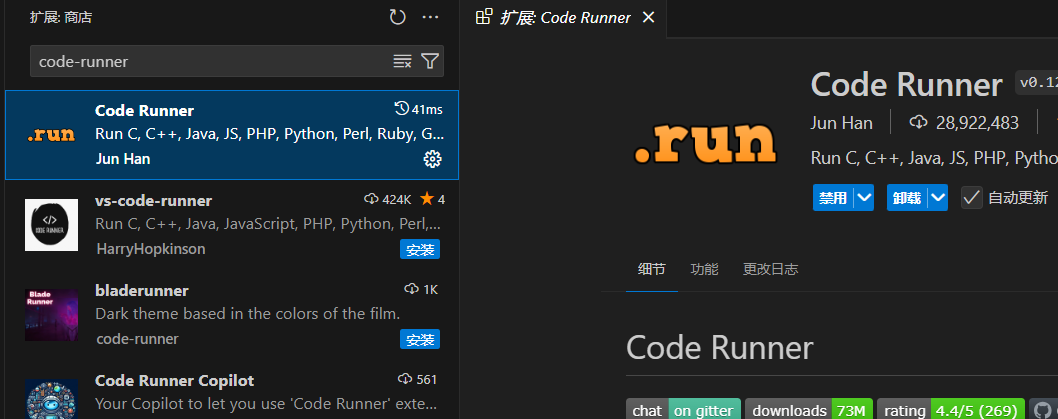 扩展: 商店
code-runner
Code Runner 41ms
Run C, C++, Java, JS, PHP, Python, Perl, Ruby, G...
Jun Han
vs-code-runner 424K 4
Run C, C++, Java, JavaScript, PHP, Python, Perl,...
HarryHopkinson 安装
bladerunner 1K
Dark theme based in the colors of the film.
code-runner 安装
Code Runner Copilot 561
Your Copilot to let you use 'Code Runner' exte...
.run
</> CODE RUNNER
Blade Runner
扩展: Code Runner
.run
Code Runner v0.12
Jun Han 28,922,483
Run C, C++, Java, JS, PHP, Pytho
禁用 卸载 自动更新
细节 功能 更改日志
Code Runner
chat on gitter downloads 73M rating 4.4/5 (269)